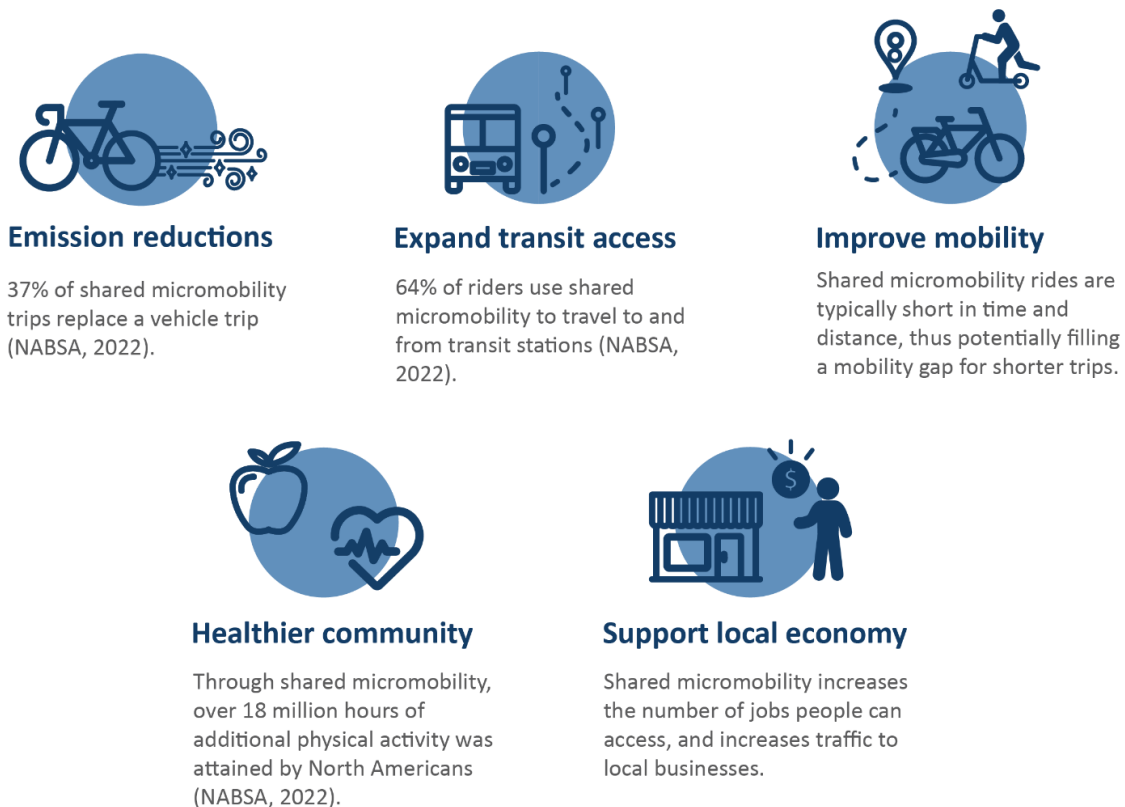 Emission reductions
37% of shared micromobility
trips replace a vehicle trip
(NABSA, 2022).
Expand transit access
64% of riders use shared
micromobility to travel to and
from transit stations (NABSA,
2022).
Improve mobility
Shared micromobility rides are
typically short in time and
distance, thus potentially filling
a mobility gap for shorter trips.
Healthier community
Through shared micromobility,
over 18 million hours of
additional physical activity was
attained by North Americans
(NABSA, 2022).
$
Support local economy
Shared micromobility increases
the number of jobs people can
access, and increases traffic to
local businesses.